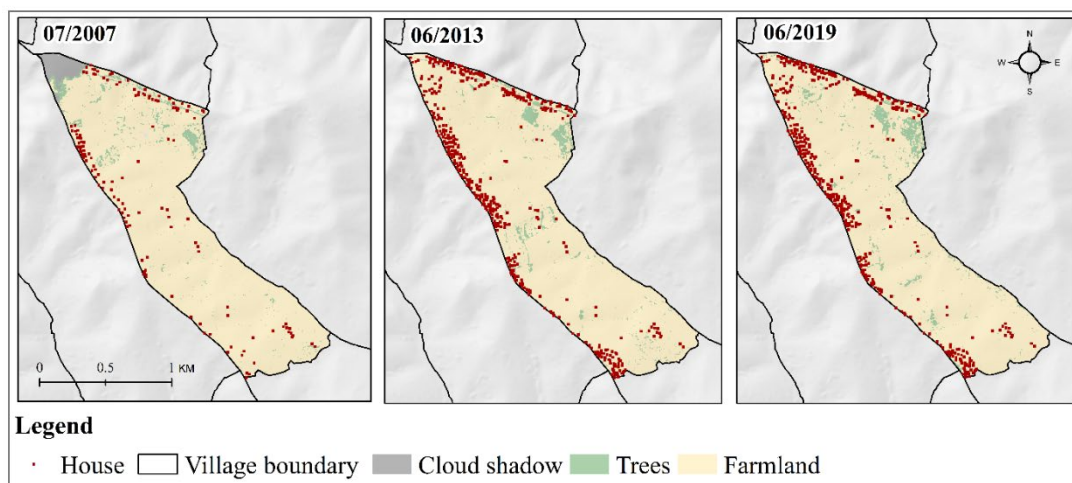 07/2007
06/2013
06/2019
N
W E
S
0 0.5 1 KM
Legend
House Village boundary Cloud shadow Trees Farmland